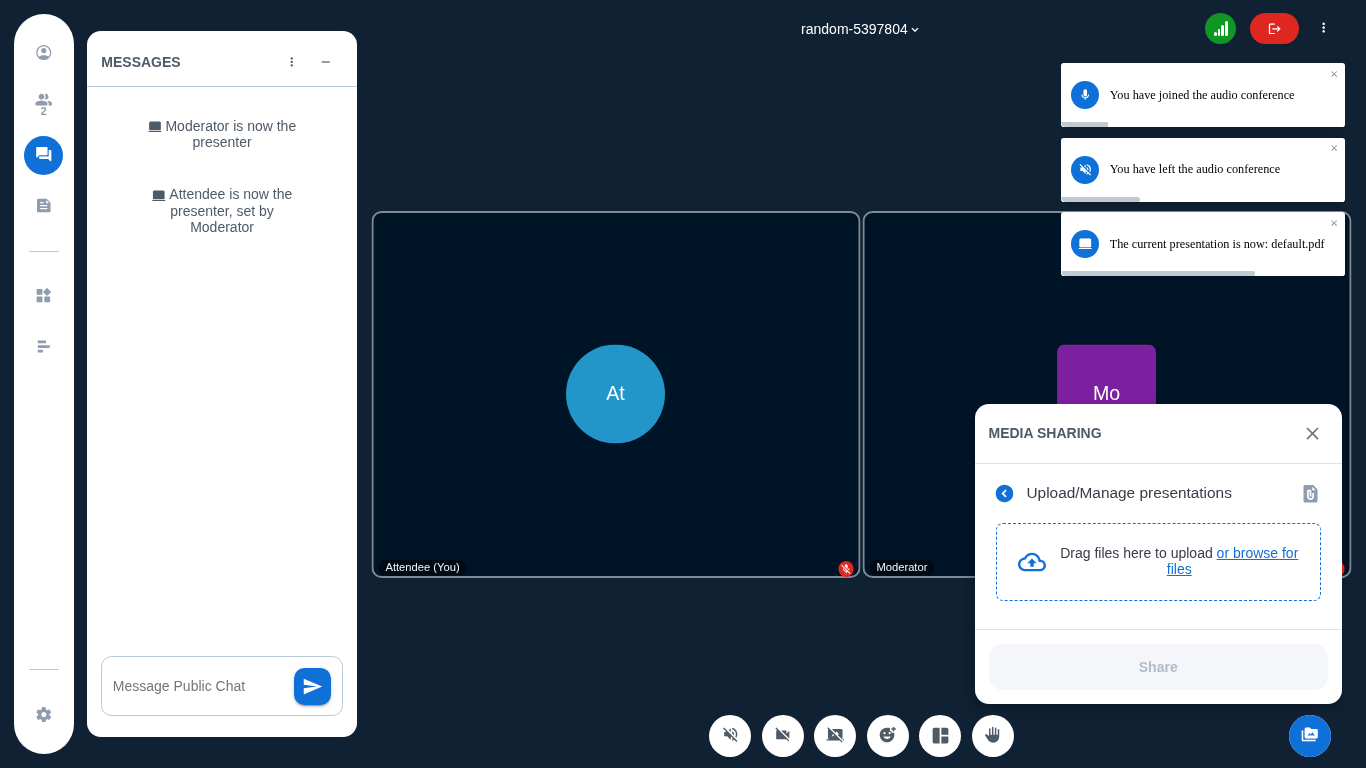 random-5397804
2
MESSAGES
Moderator is now the
presenter
Attendee is now the
presenter, set by
Moderator
Message Public Chat
You have joined the audio conference
You have left the audio conference
The current presentation is now: default.pdf
At
Attendee (You)
Mo
Moderator
MEDIA SHARING
Upload/Manage presentations
Drag files here to upload or browse for
files
Share